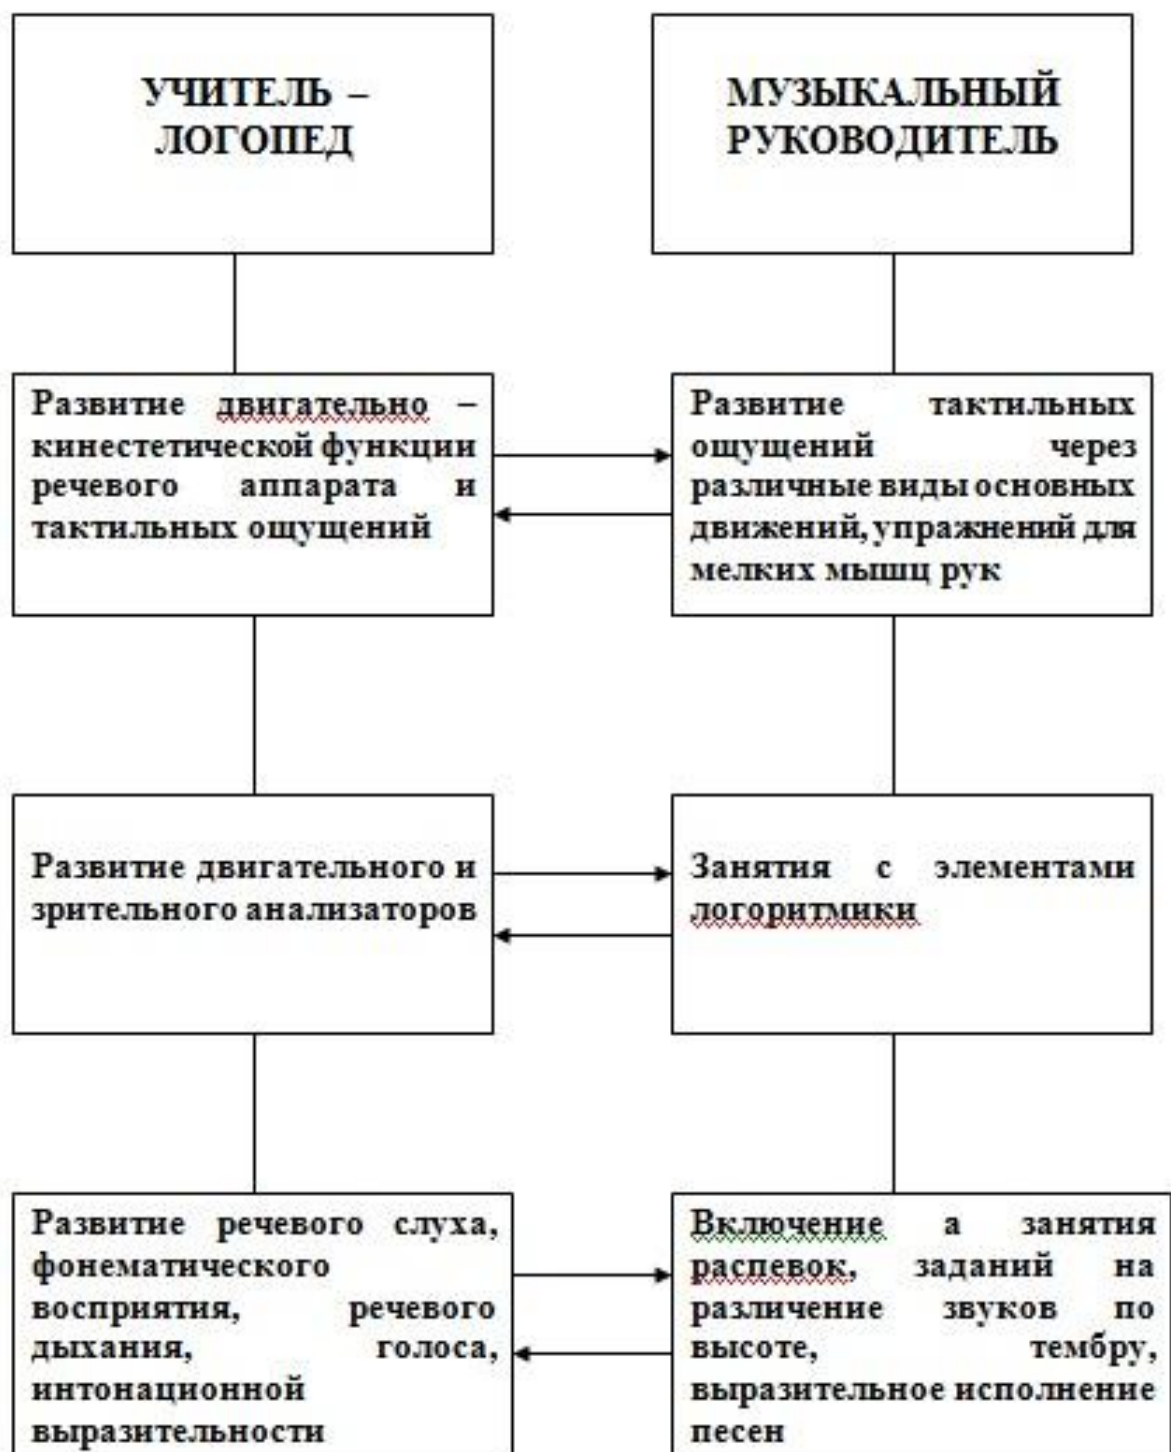 УЧИТЕЛЬ –
ЛОГОПЕД
МУЗЫКАЛЬНЫЙ
РУКОВОДИТЕЛЬ
Развитие двигательно –
кинестетической функции
речевого аппарата и
тактильных ощущений
Развитие тактильных
ощущений через
различные виды основных
движений, упражнений для
мелких мышц рук
Развитие двигательного и
зрительного анализаторов
Занятия с элементами
логоритмики
Развитие речевого слуха,
фонематического
восприятия, речевого
дыхания, голоса,
интонационной
выразительности
Включение а занятия
распевок, заданий на
различение звуков по
высоте, тембру,
выразительное исполнение
песен